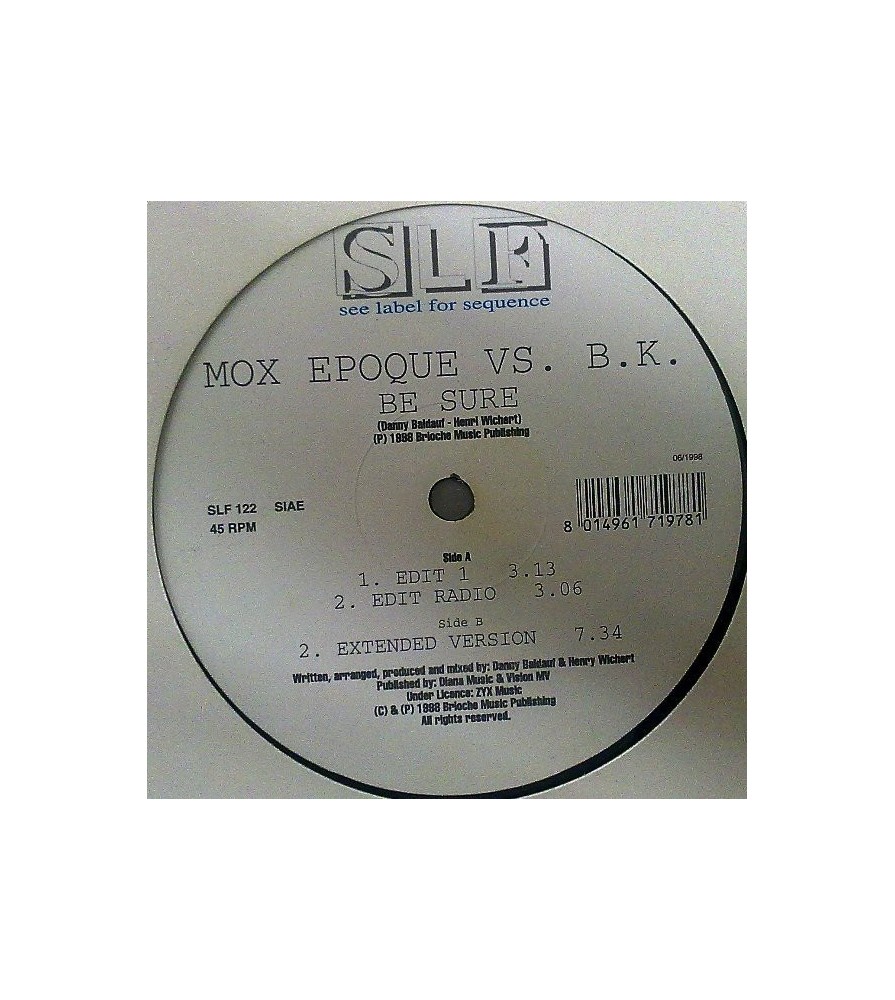 SLF
see label for sequence
MOX EPOQUE VS. B.K.
BE SURE
(Danny Baldauf - Henri Wichert)
(P) 1998 Brioche Music Publishing
06/1998
SLF 122 SIAE
45 RPM
8 014961 719781
Side A
1. EDIT 1 3.13
2. EDIT RADIO 3.06
Side B
2. EXTENDED VERSION 7.34
Written, arranged, produced and mixed by: Danny Baldauf & Henry Wichert
Published by: Diana Music & Vision MV
Under Licence: ZYX Music
(C) & (P) 1998 Brioche Music Publishing
All rights reserved.